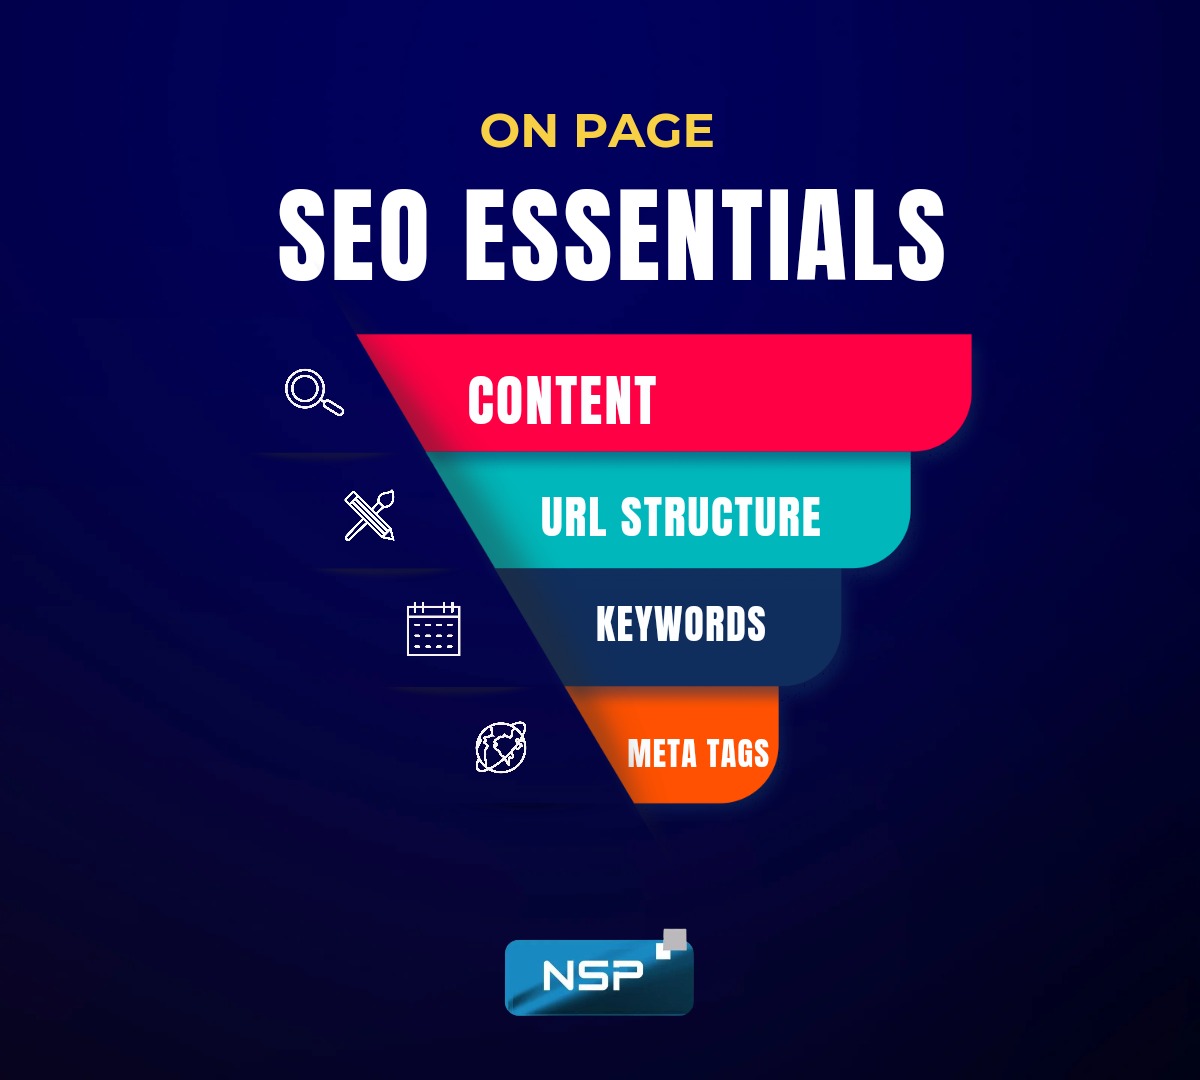 ON PAGE
SEO ESSENTIALS
CONTENT
URL STRUCTURE
KEYWORDS
META TAGS
NSP